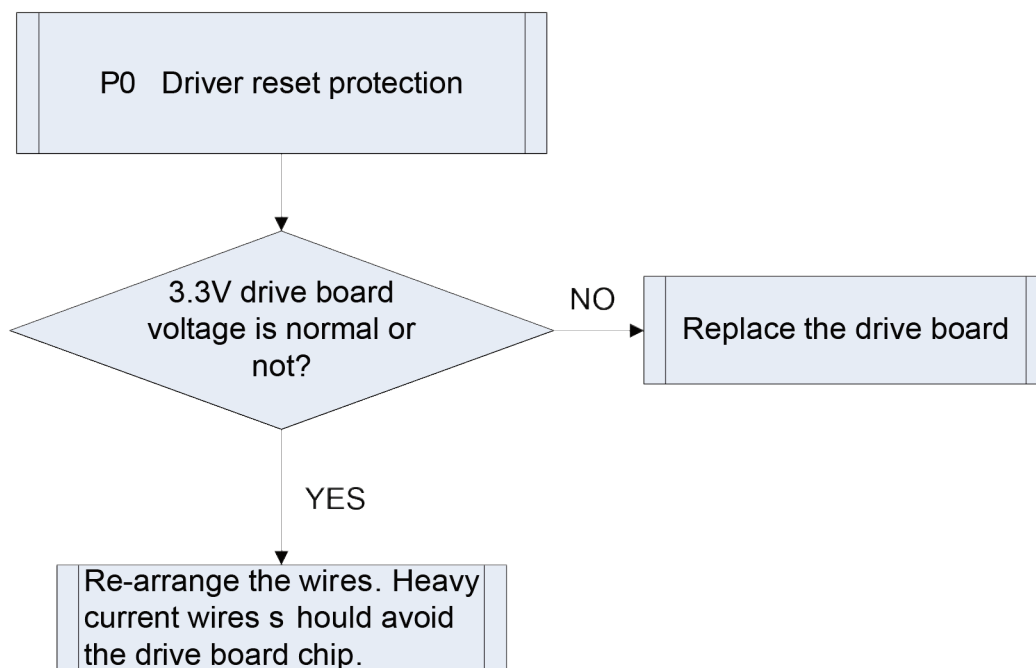 P0 Driver reset protection
3.3V drive board
voltage is normal or
not?
NO
Replace the drive board
YES
Re-arrange the wires. Heavy
current wires s hould avoid
the drive board chip.